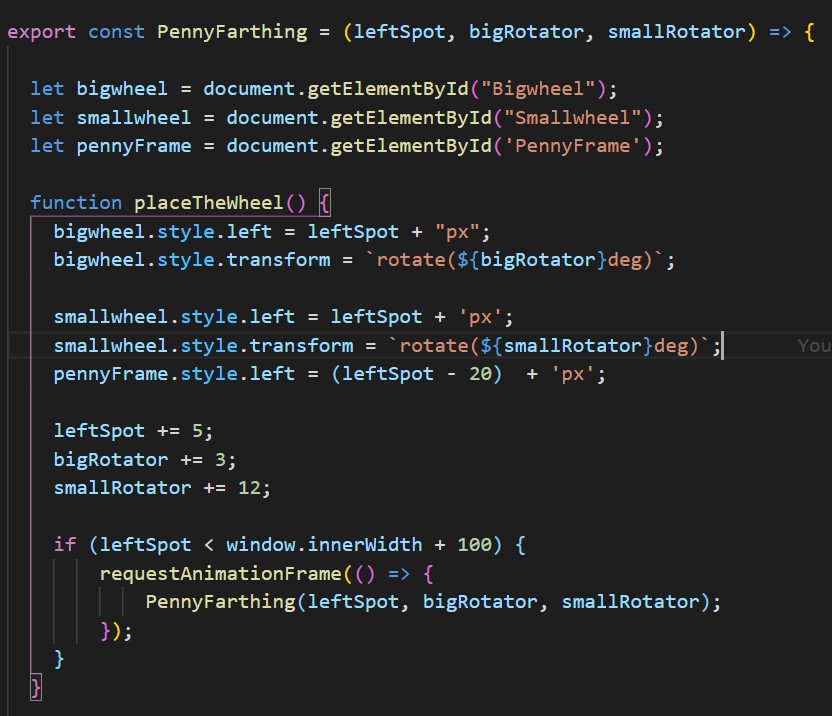 export const PennyFarthing = (leftSpot, bigRotator, smallRotator) => {
let bigwheel = document.getElementById("Bigwheel");
let smallwheel = document.getElementById("Smallwheel");
let pennyFrame = document.getElementById('PennyFrame');
function placeTheWheel() {
bigwheel.style.left = leftSpot + "px";
bigwheel.style.transform = `rotate(${bigRotator}deg)`;
smallwheel.style.left = leftSpot + 'px';
smallwheel.style.transform = `rotate(${smallRotator}deg)`; You
pennyFrame.style.left = (leftSpot - 20)  + 'px';
leftSpot += 5;
bigRotator += 3;
smallRotator += 12;
if (leftSpot < window.innerWidth + 100) {
requestAnimationFrame(() => {
PennyFarthing(leftSpot, bigRotator, smallRotator);
});
}
}